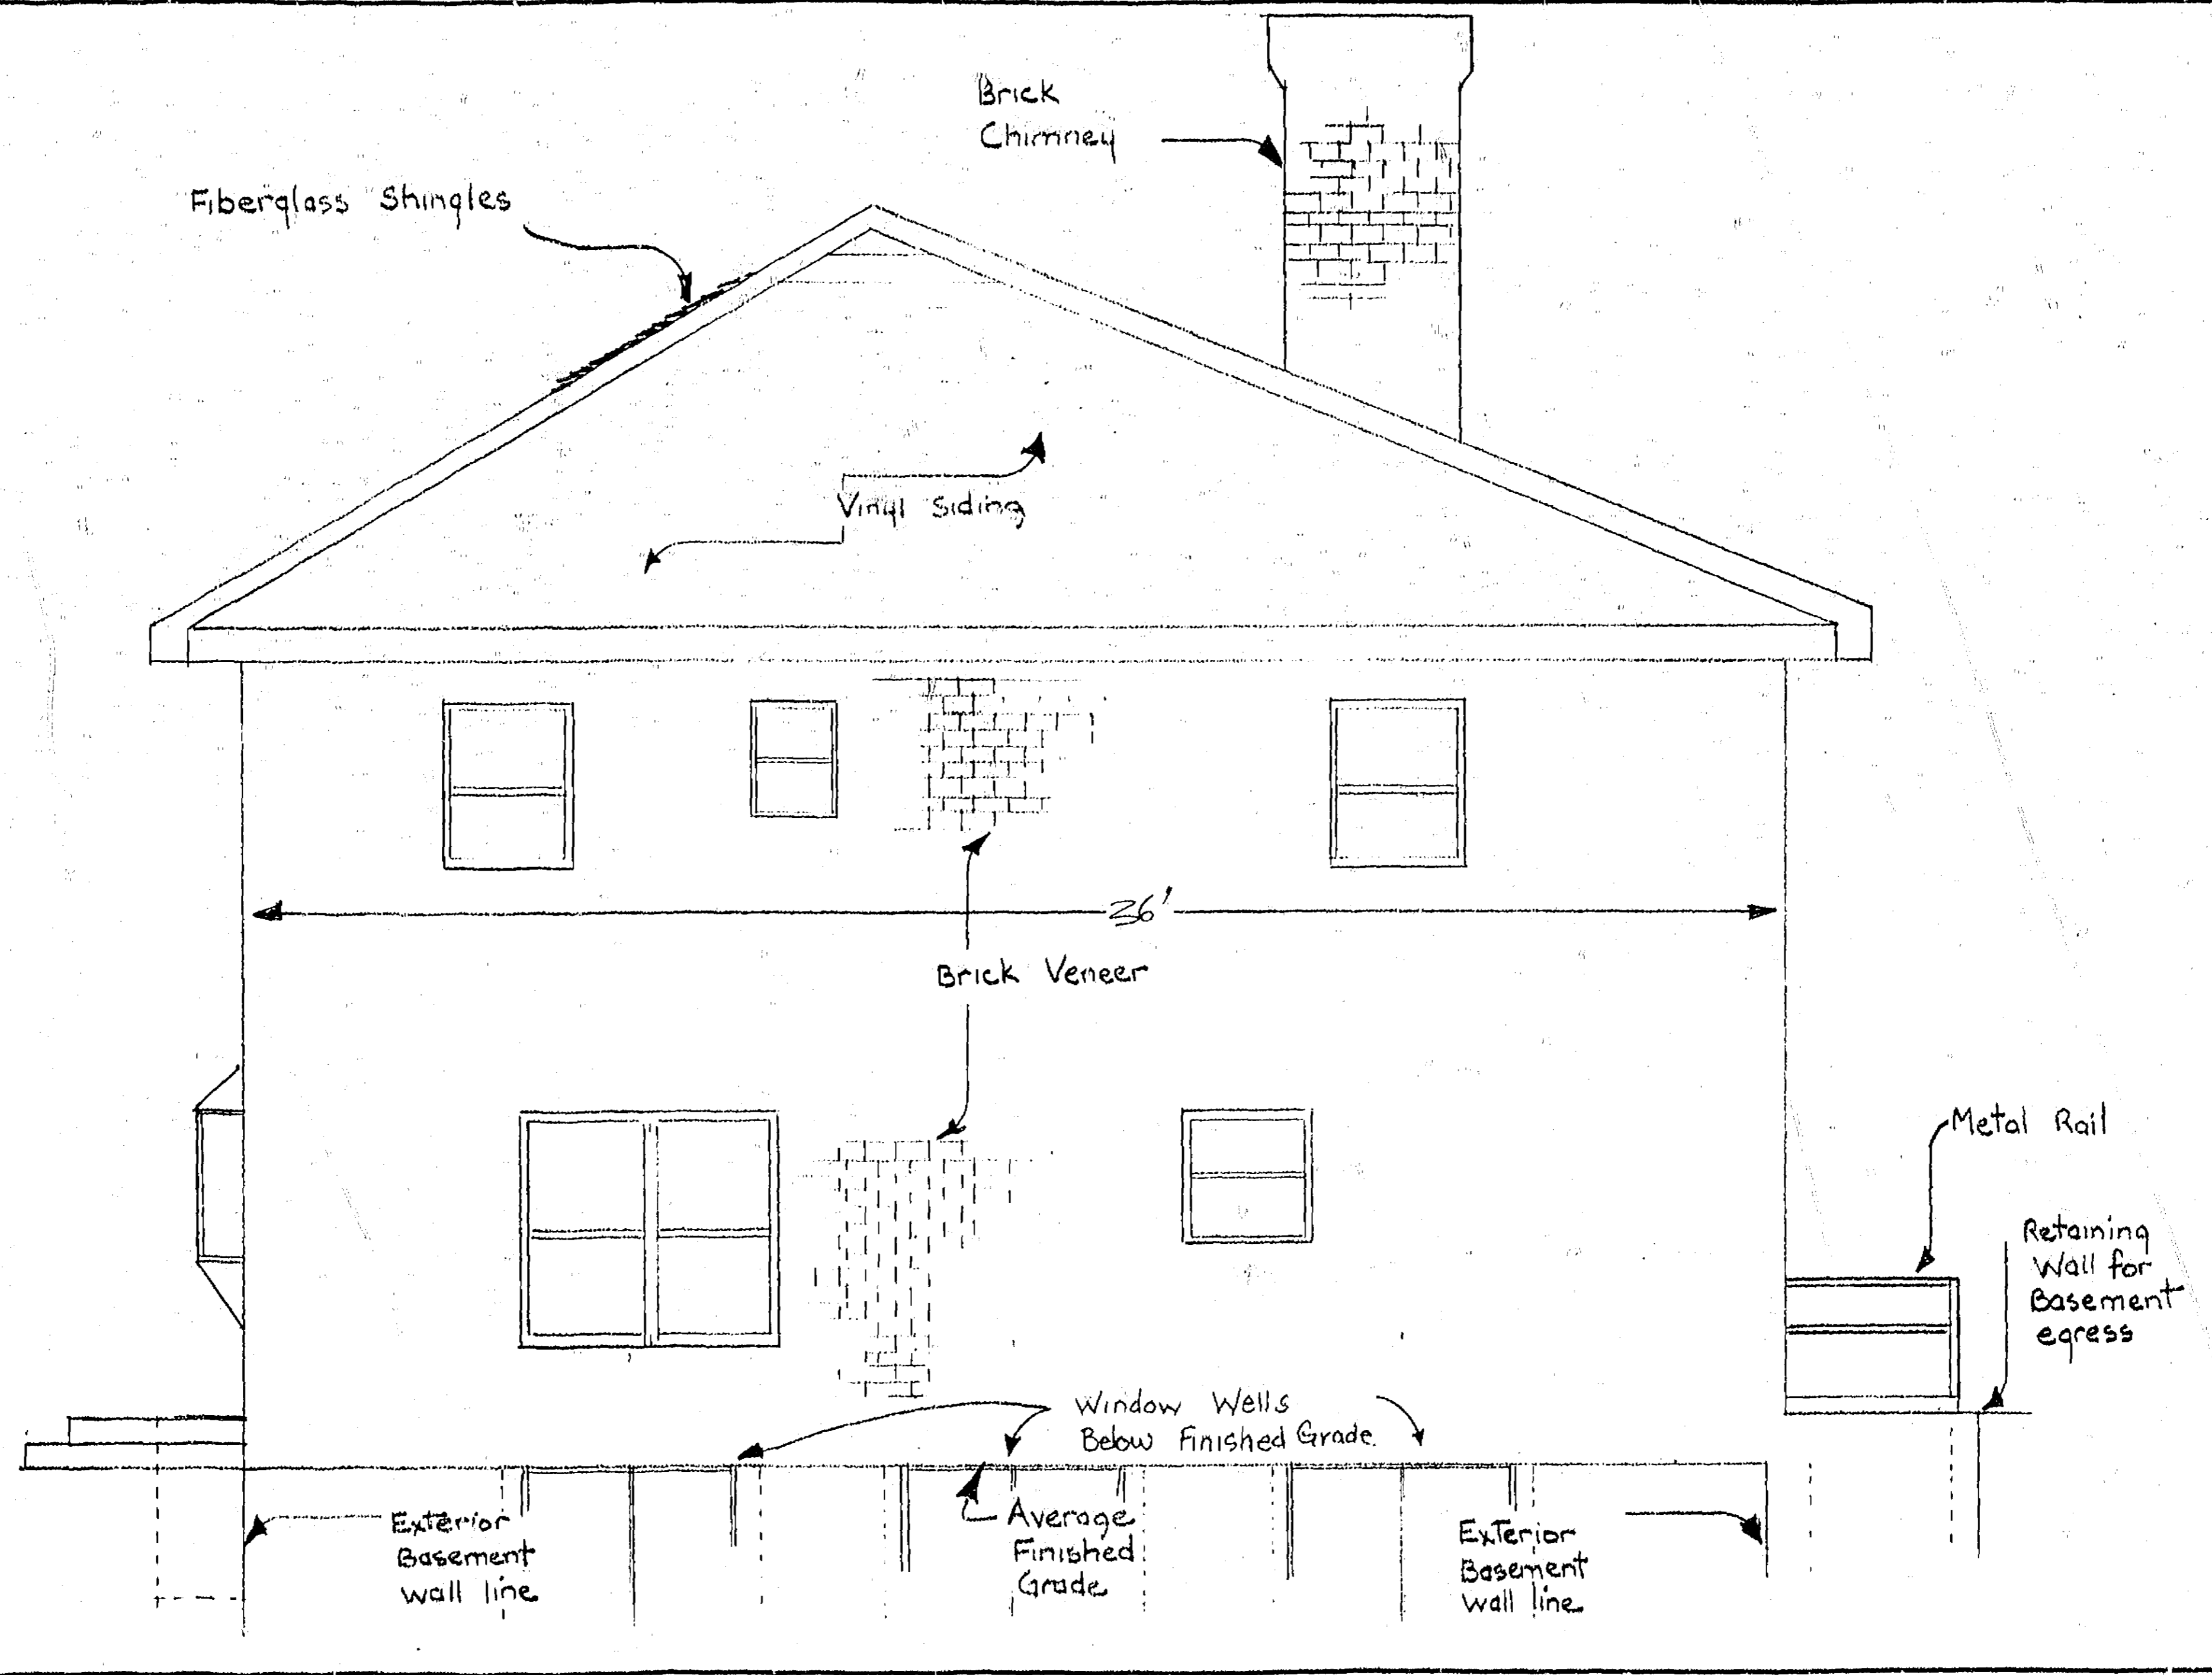 Brick
Chimney
Fiberglass Shingles
Vinyl Siding
36'
Brick Veneer
Metal Rail
Retaining
Wall for
Basement
egress
Window Wells
Below Finished Grade.
Exterior
Basement
wall line
Average
Finished
Grade
Exterior
Basement
wall line